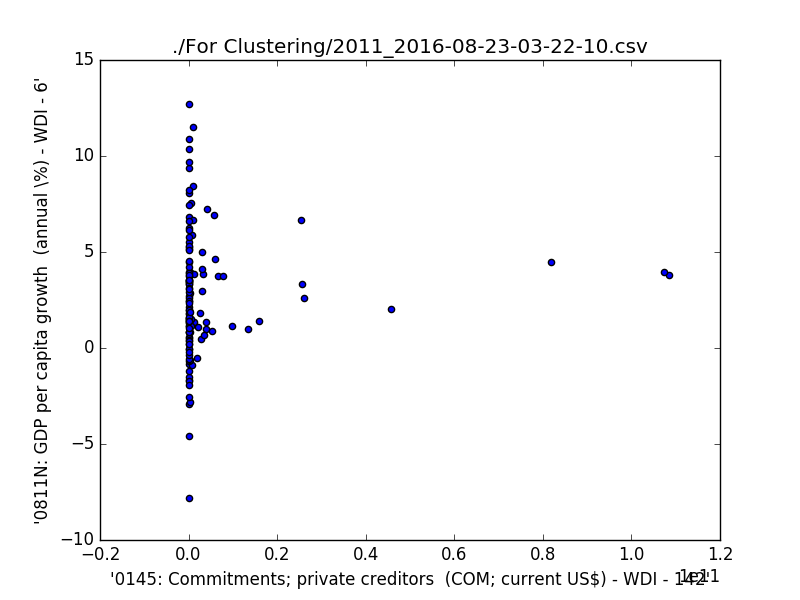 ./For Clustering/2011_2016-08-23-03-22-10.csv
15
10
5
0
−5
−10
'0811N: GDP per capita growth (annual \%) - WDI - 6'
−0.2 0.0 0.2 0.4 0.6 0.8 1.0 1.2
1e11
'0145: Commitments; private creditors (COM; current US$) - WDI - 142'